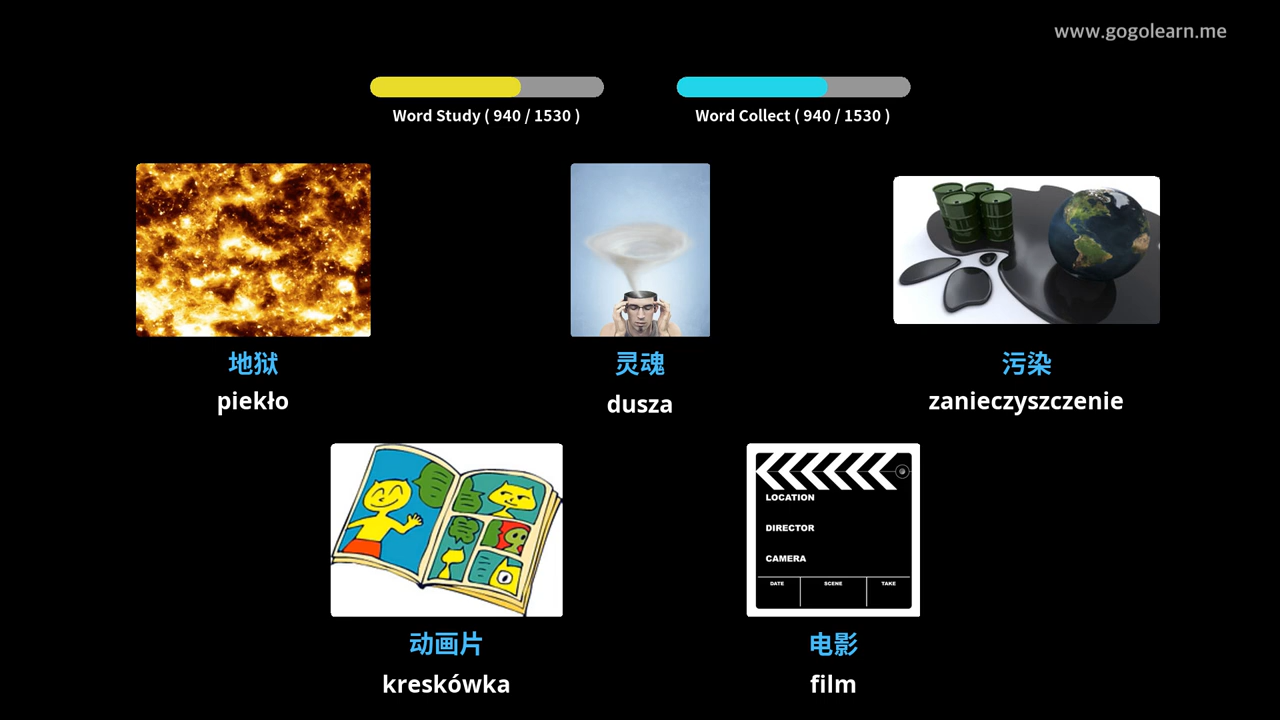 www.gogolearn.me
Word Study ( 940 / 1530 )
Word Collect ( 940 / 1530 )
地狱
piekło
灵魂
dusza
污染
zanieczyszczenie
LOCATION
DIRECTOR
CAMERA
DATE SCENE TAKE
动画片
kreskówka
电影
film